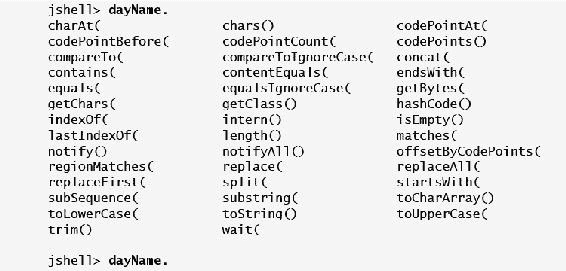 jshell> dayName.
charAt( chars() codePointAt(
codePointBefore( codePointCount( codePoints()
compareTo( compareToIgnoreCase( concat(
contains( contentEquals( endsWith(
equals( equalsIgnoreCase( getBytes(
getChars( getClass() hashCode()
indexOf( intern() isEmpty()
lastIndexOf( length() matches(
notify() notifyAll() offsetByCodePoints(
regionMatches( replace( replaceAll(
replaceFirst( split( startsWith(
subSequence( substring( toCharArray()
toLowerCase( toString() toUpperCase(
trim() wait(
jshell> dayName.